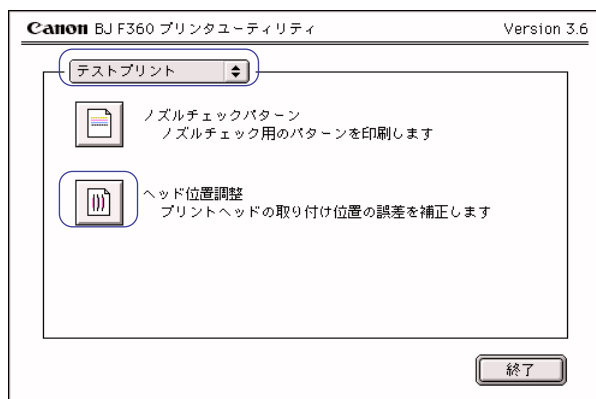 Canon BJ F360 プリンタユーティリティ Version 3.6
テストプリント
ノズルチェックパターン
ノズルチェック用のパターンを印刷します
ヘッド位置調整
プリントヘッドの取り付け位置の誤差を補正します
終了